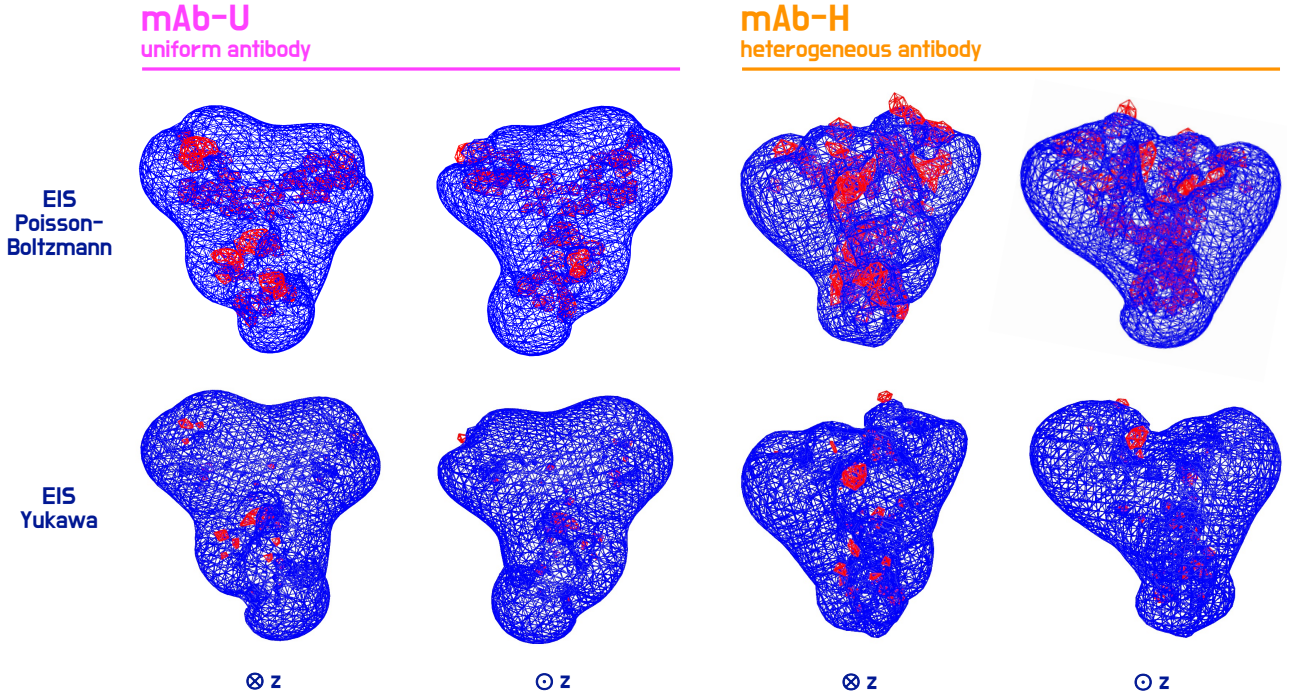 mAb-U
uniform antibody
mAb-H
heterogeneous antibody
EIS
Poisson-
Boltzmann
EIS
Yukawa
⊗ z
⊙ z
⊗ z
⊙ z